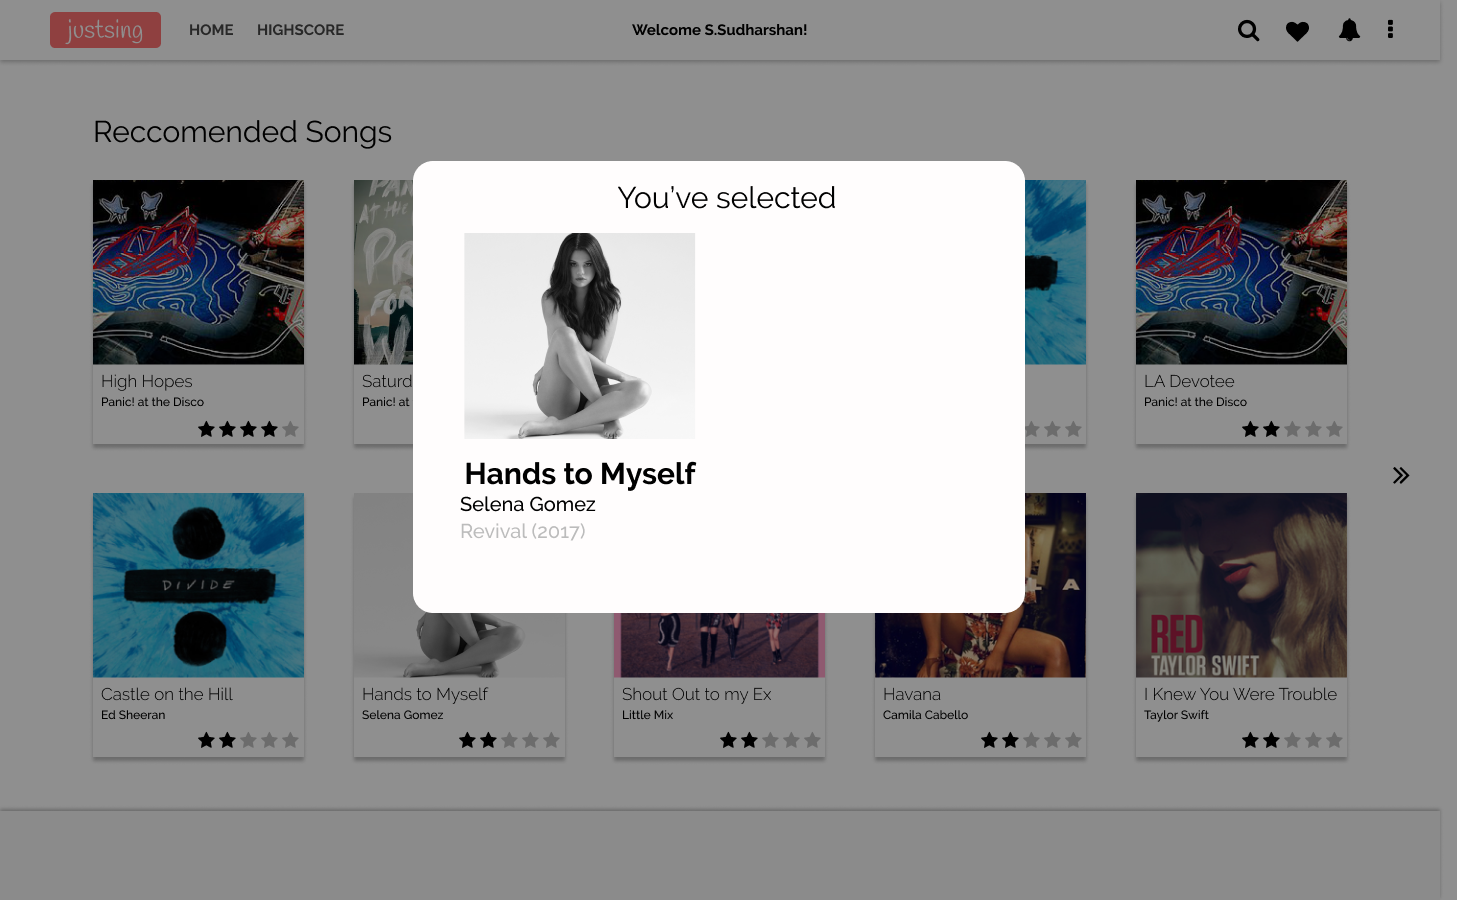 justsing
HOME
HIGHSCORE
Welcome S.Sudharshan!
Reccomended Songs
You've selected
Hands to Myself
Selena Gomez
Revival (2017)
High Hopes
Panic! at the Disco
Saturd
Panic! at
LA Devotee
Panic! at the Disco
DIVIDE
Castle on the Hill
Ed Sheeran
Hands to Myself
Selena Gomez
Shout Out to my Ex
Little Mix
A
Havana
Camila Cabello
RED
TAYLOR SWIFT
I Knew You Were Trouble
Taylor Swift